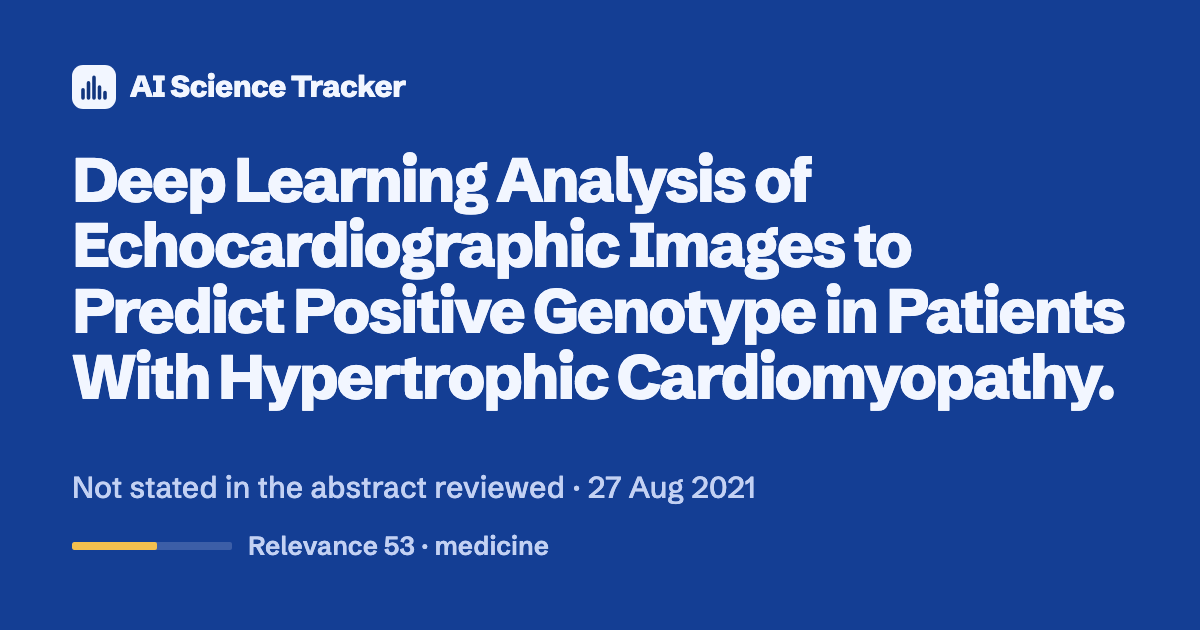 AI Science Tracker
Deep Learning Analysis of
Echocardiographic Images to
Predict Positive Genotype in Patients
With Hypertrophic Cardiomyopathy.
Not stated in the abstract reviewed · 27 Aug 2021
Relevance 53 · medicine